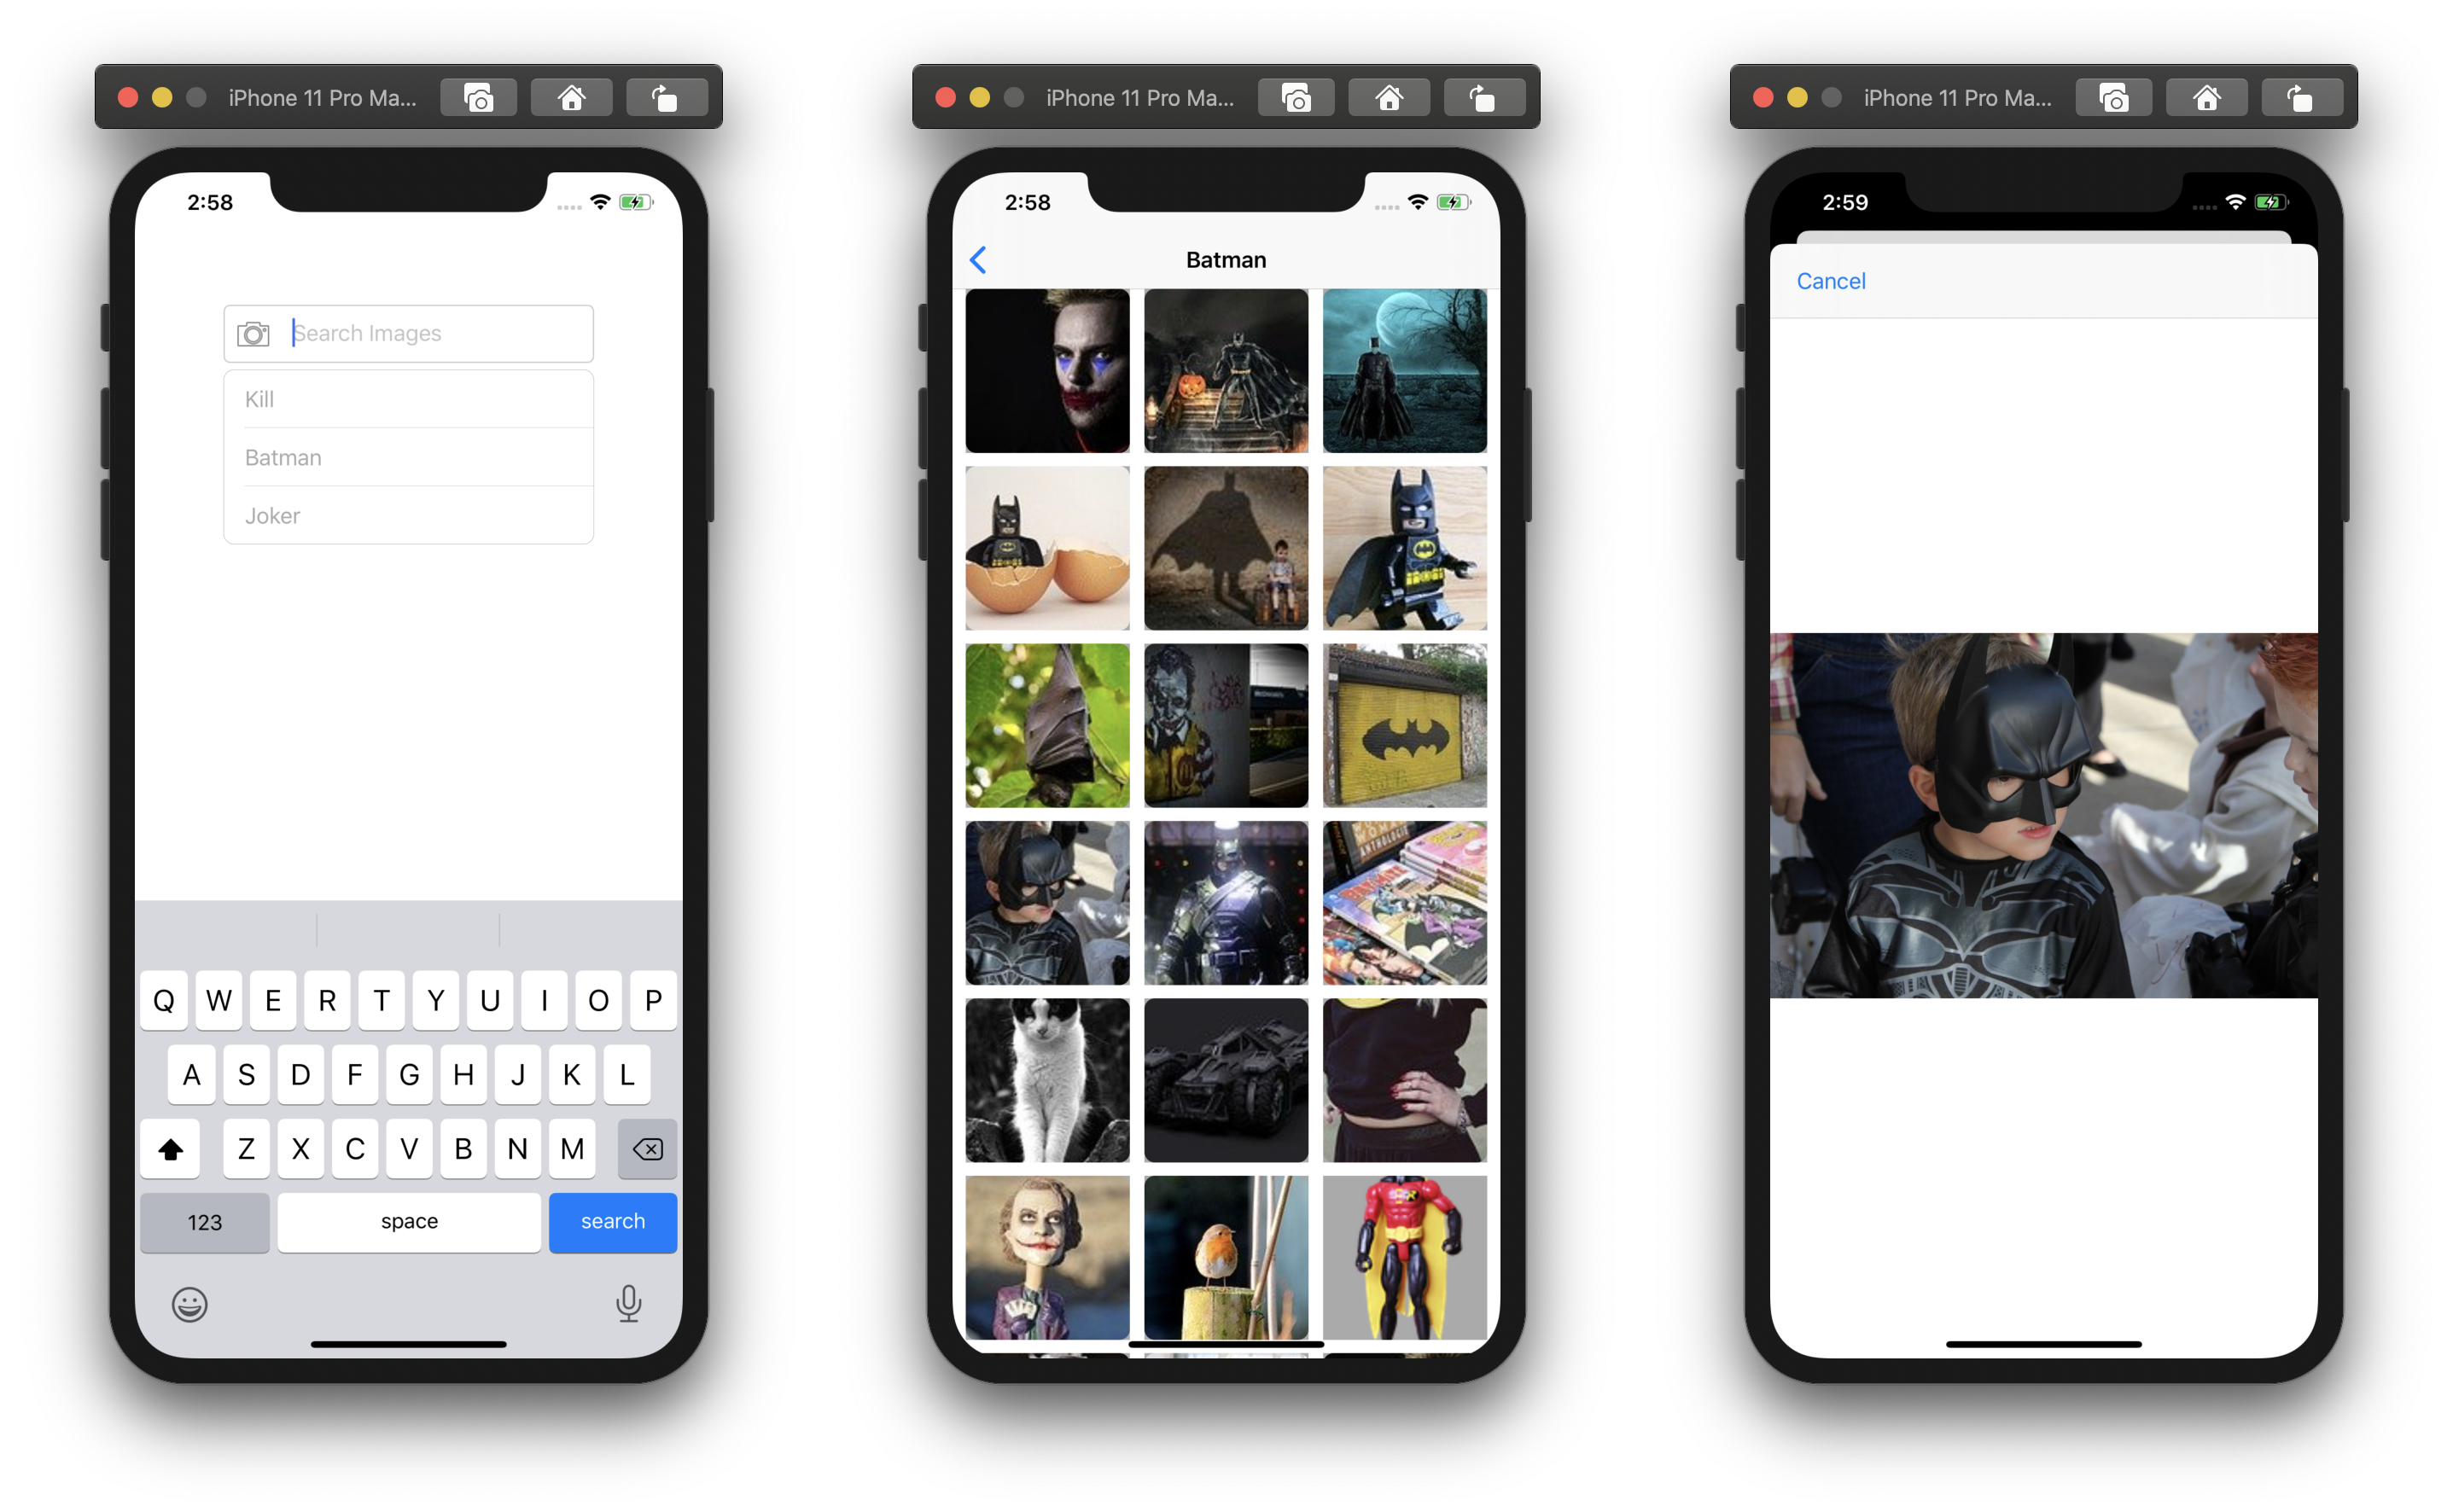 iPhone 11 Pro Ma...
2:58
Search Images
Kill
Batman
Joker
Q W E R T Y U I O P
A S D F G H J K L
Z X C V B N M
123 space search
iPhone 11 Pro Ma...
2:58
Batman
ANTHOLOGIE
iPhone 11 Pro Ma...
2:59
Cancel